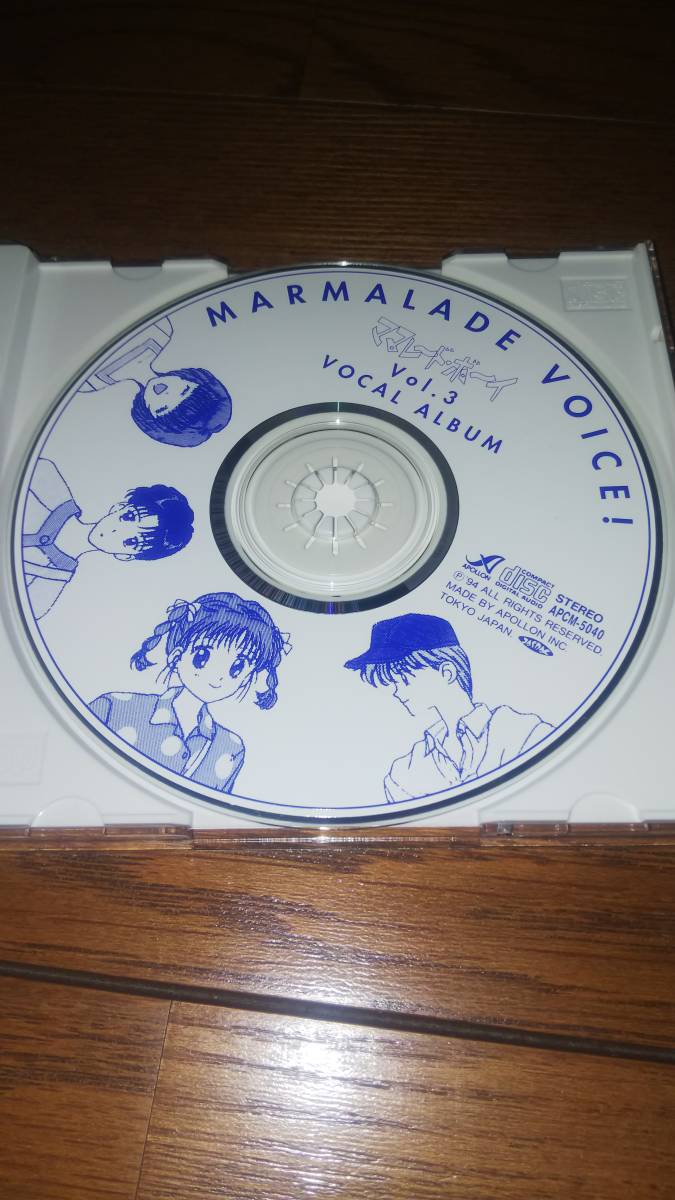 MARMALADE VOICE!
ママレード・ボーイ
Vol.3
VOCAL ALBUM
APOLLON
COMPACT
disc
DIGITAL AUDIO
STEREO
APCM-5040
Ⓟ 94 ALL RIGHTS RESERVED.
MADE BY APOLLON INC.
TOKYO JAPAN.